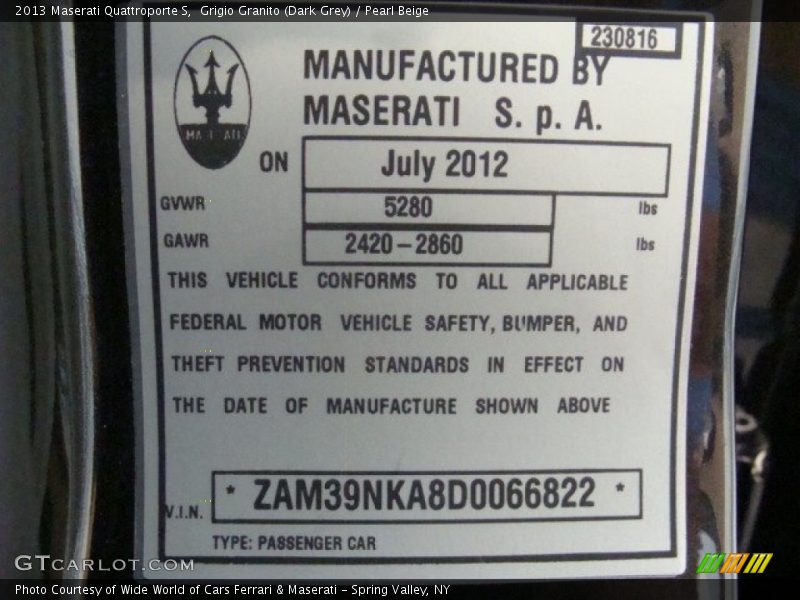 2013 Maserati Quattroporte S,  Grigio Granito (Dark Grey) / Pearl Beige
230816
MANUFACTURED BY
MASERATI S. p. A.
MASERATI
ON July 2012
GVWR 5280 lbs
GAWR 2420-2860 lbs
THIS VEHICLE CONFORMS TO ALL APPLICABLE
FEDERAL MOTOR VEHICLE SAFETY, BUMPER, AND
THEFT PREVENTION STANDARDS IN EFFECT ON
THE DATE OF MANUFACTURE SHOWN ABOVE
V.I.N. * ZAM39NKA8D0066822 *
TYPE: PASSENGER CAR
GTCARLOT.COM
Photo Courtesy of Wide World of Cars Ferrari & Maserati – Spring Valley, NY